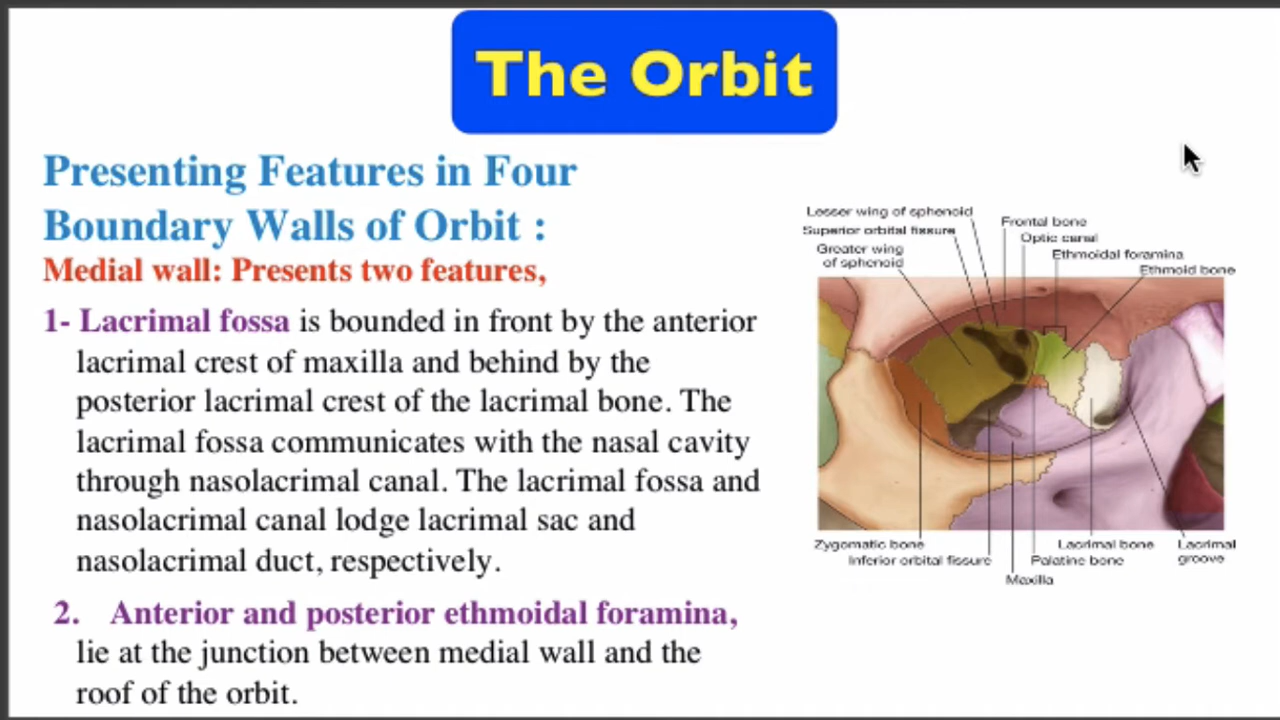 The Orbit
Presenting Features in Four
Boundary Walls of Orbit :
Medial wall: Presents two features,
1- Lacrimal fossa is bounded in front by the anterior
lacrimal crest of maxilla and behind by the
posterior lacrimal crest of the lacrimal bone. The
lacrimal fossa communicates with the nasal cavity
through nasolacrimal canal. The lacrimal fossa and
nasolacrimal canal lodge lacrimal sac and
nasolacrimal duct, respectively.
2. Anterior and posterior ethmoidal foramina,
lie at the junction between medial wall and the
roof of the orbit.
Lesser wing of sphenoid
Superior orbital fissure
Greater wing
of sphenoid
Frontal bone
Optic canal
Ethmoidal foramina
Ethmoid bone
Zygomatic bone
Inferior orbital fissure
Maxilla
Palatine bone
Lacrimal bone
Lacrimal
groove